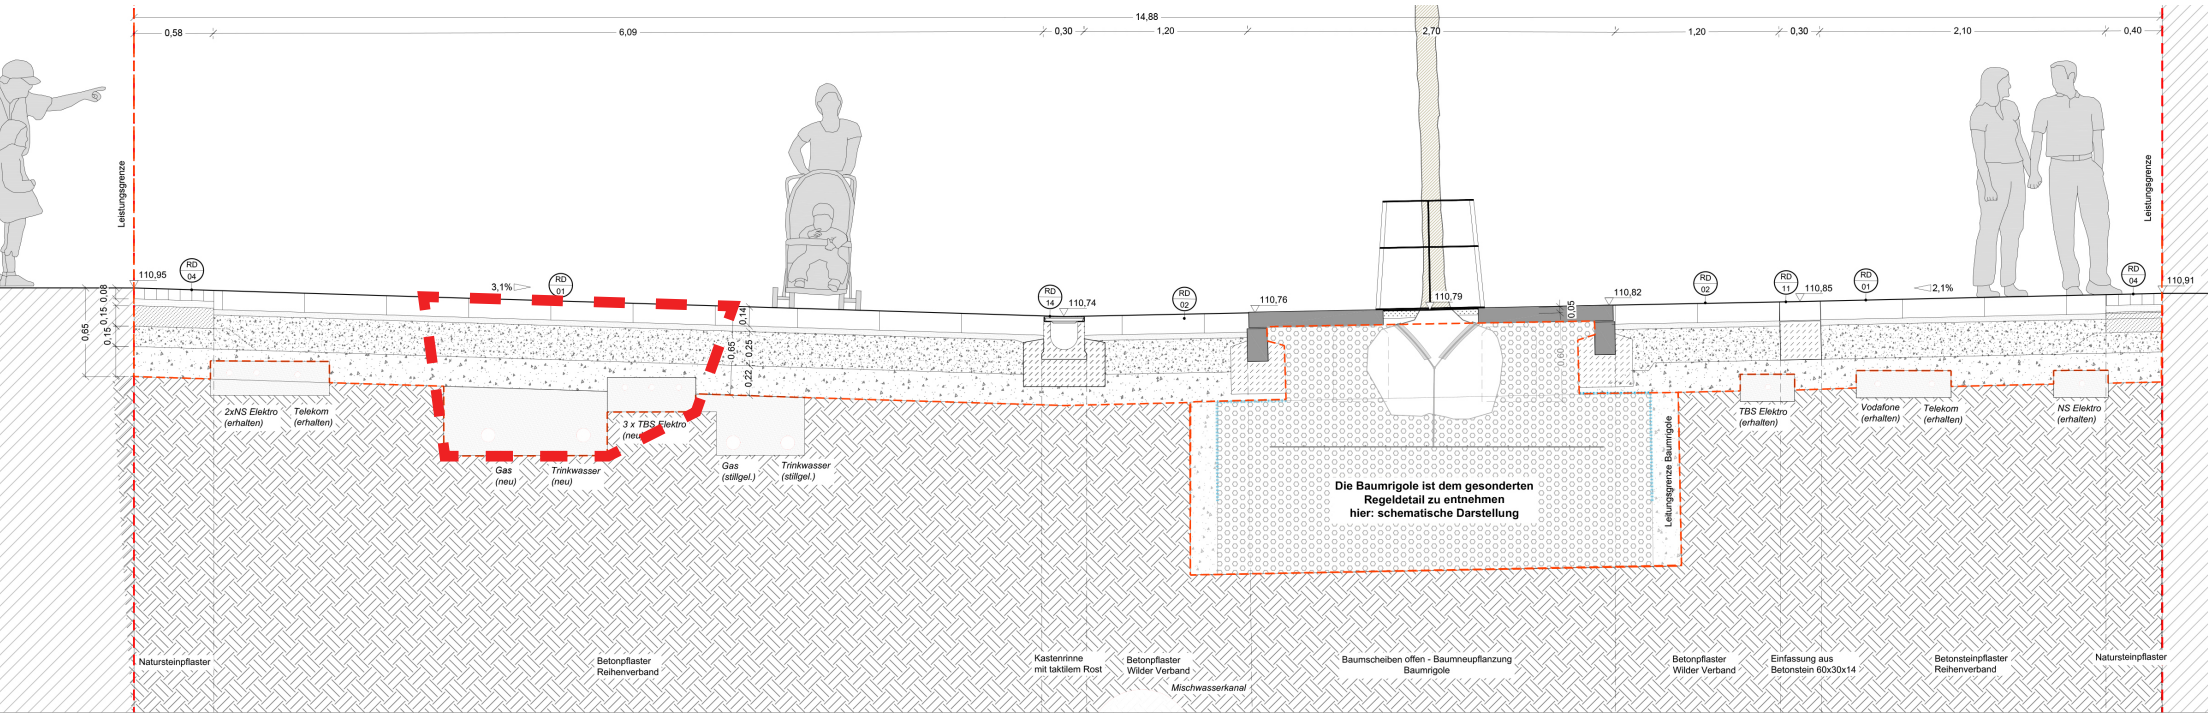 14,88
0,58
6,09
0,30
1,20
2,70
1,20
0,30
2,10
0,40
Leistungsgrenze
Leistungsgrenze
110,95
RD
04
3,1%
RD
01
RD
14
110,74
RD
02
110,76
110,79
110,82
RD
02
RD
11
110,85
RD
01
2,1%
RD
04
110,91
0,08
0,15
0,15
0,65
0,14
0,25
0,22
0,65
0,05
0,60
2xNS Elektro
(erhalten)
Telekom
(erhalten)
3 x TBS Elektro
(neu)
Gas
(neu)
Trinkwasser
(neu)
Gas
(stillgel.)
Trinkwasser
(stillgel.)
TBS Elektro
(erhalten)
Vodafone
(erhalten)
Telekom
(erhalten)
NS Elektro
(erhalten)
Leitungsgrenze Baumrigole
Die Baumrigole ist dem gesonderten
Regeldetail zu entnehmen
hier: schematische Darstellung
Natursteinpflaster
Betonpflaster
Reihenverband
Kastenrinne
mit taktilem Rost
Betonpflaster
Wilder Verband
Mischwasserkanal
Baumscheiben offen - Baumneupflanzung
Baumrigole
Betonpflaster
Wilder Verband
Einfassung aus
Betonstein 60x30x14
Betonsteinpflaster
Reihenverband
Natursteinpflaster